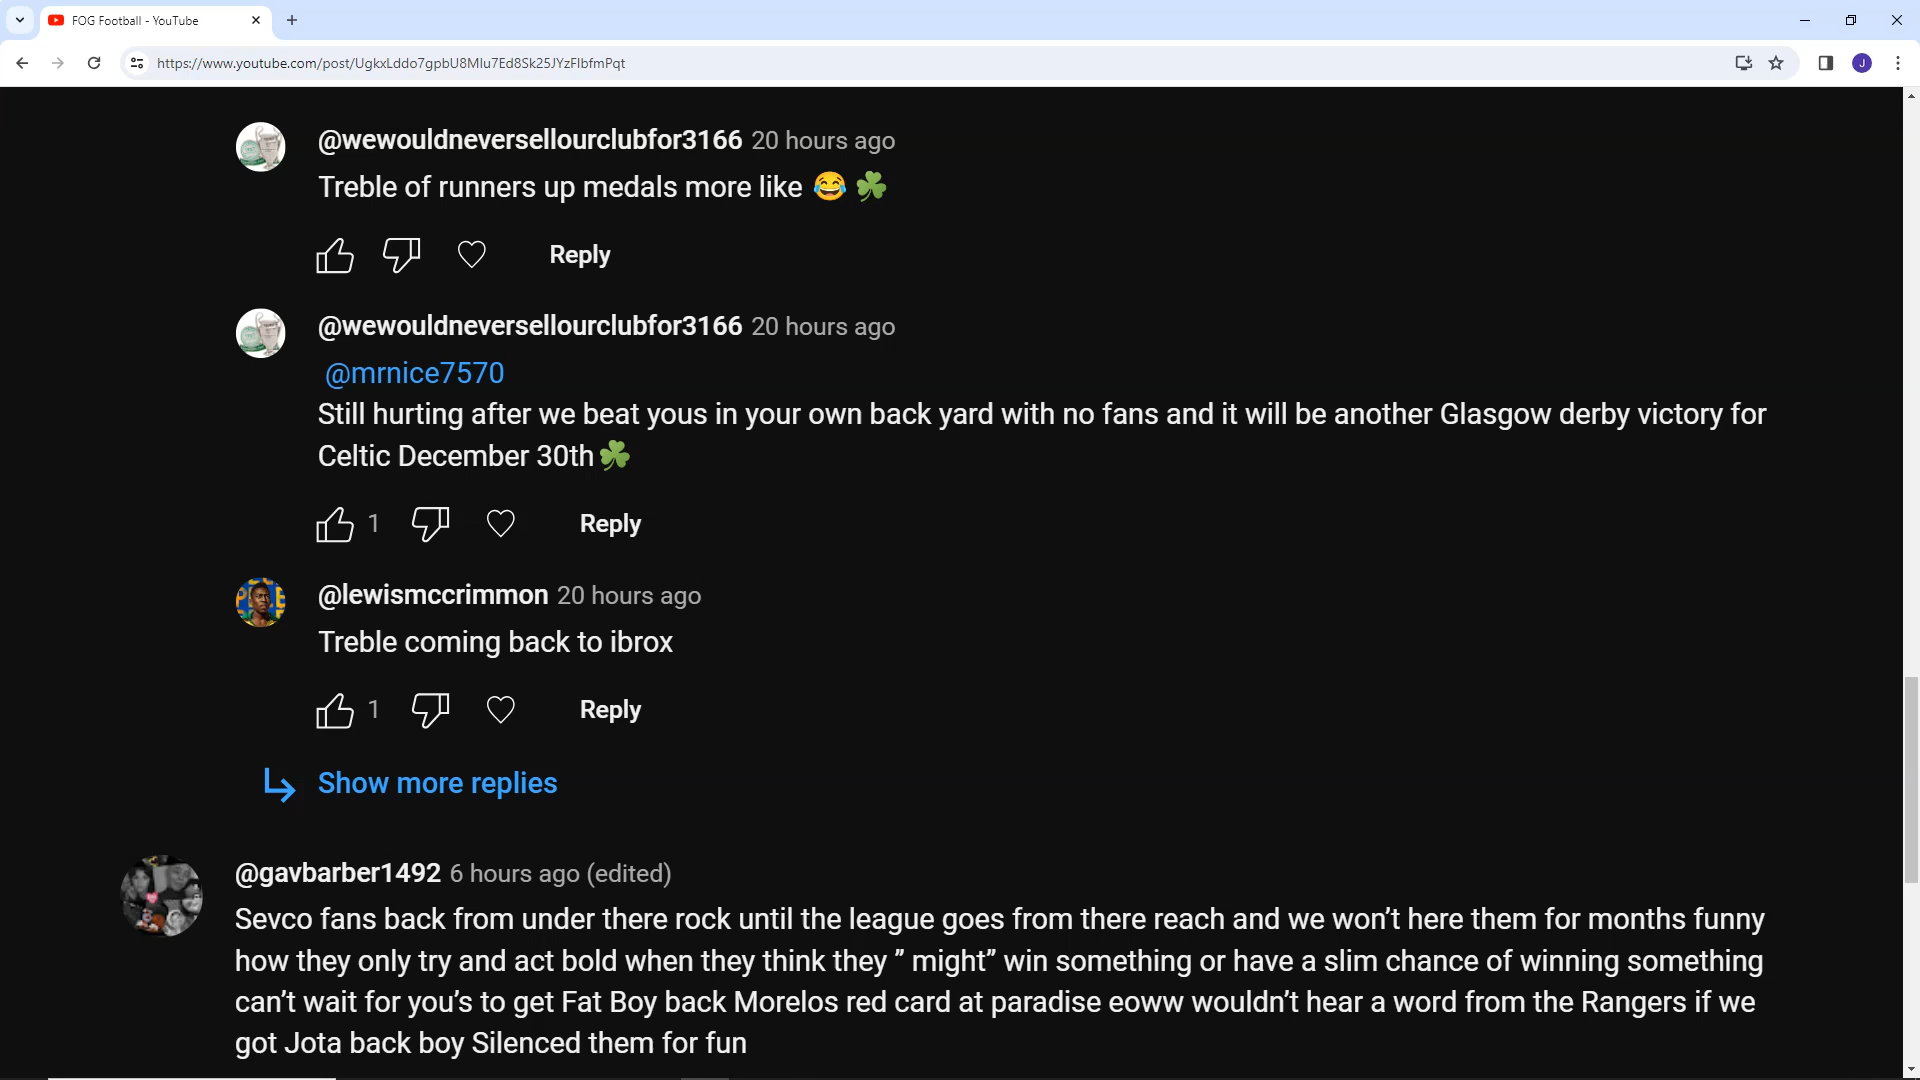 FOG Football - YouTube
https://www.youtube.com/post/UgkxLddo7gpbU8MIu7Ed8Sk25JYzFIbfmPqt
J
@wewouldneversellourclubfor3166 20 hours ago
Treble of runners up medals more like 😂 ☘️
Reply
@wewouldneversellourclubfor3166 20 hours ago
@mrnice7570
Still hurting after we beat yous in your own back yard with no fans and it will be another Glasgow derby victory for
Celtic December 30th☘️
1 Reply
@lewismccrimmon 20 hours ago
Treble coming back to ibrox
1 Reply
Show more replies
@gavbarber1492 6 hours ago (edited)
Sevco fans back from under there rock until the league goes from there reach and we won’t here them for months funny
how they only try and act bold when they think they ” might” win something or have a slim chance of winning something
can’t wait for you’s to get Fat Boy back Morelos red card at paradise eoww wouldn’t hear a word from the Rangers if we
got Jota back boy Silenced them for fun